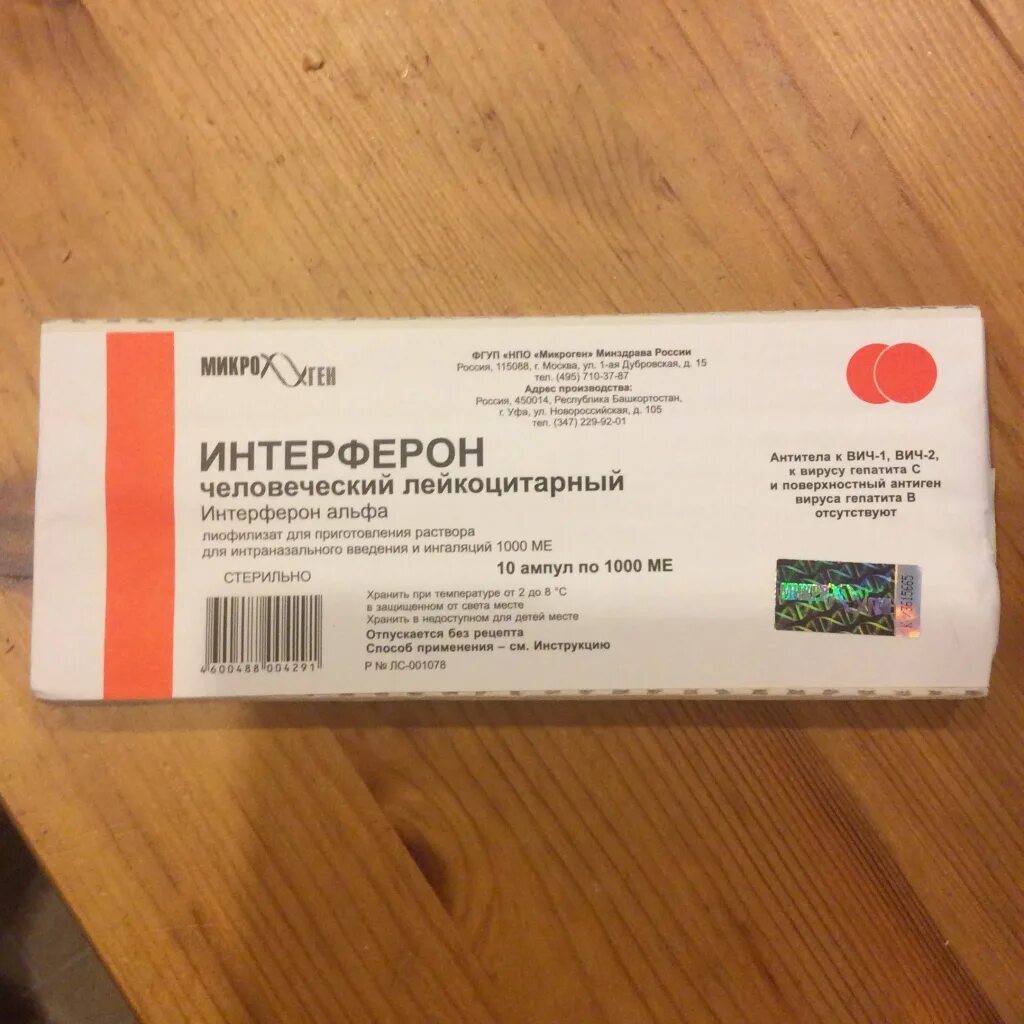 МИКРОГЕН
ФГУП «НПО «Микроген» Минздрава России
Россия, 115088, г. Москва, ул. 1-ая Дубровская, д. 15
тел. (495) 710-37-87
Адрес производства:
Россия, 450014, Республика Башкортостан,
г. Уфа, ул. Новороссийская, д. 105
тел. (347) 229-92-01
ИНТЕРФЕРОН
человеческий лейкоцитарный
Интерферон альфа
лиофилизат для приготовления раствора
для интраназального введения и ингаляций 1000 МЕ
10 ампул по 1000 МЕ
СТЕРИЛЬНО
4600488004291
Хранить при температуре от 2 до 8 °С
в защищенном от света месте
Хранить в недоступном для детей месте
Отпускается без рецепта
Способ применения – см. Инструкцию
Р № ЛС-001078
Антитела к ВИЧ-1, ВИЧ-2,
к вирусу гепатита С
и поверхностный антиген
вируса гепатита В
отсутствуют